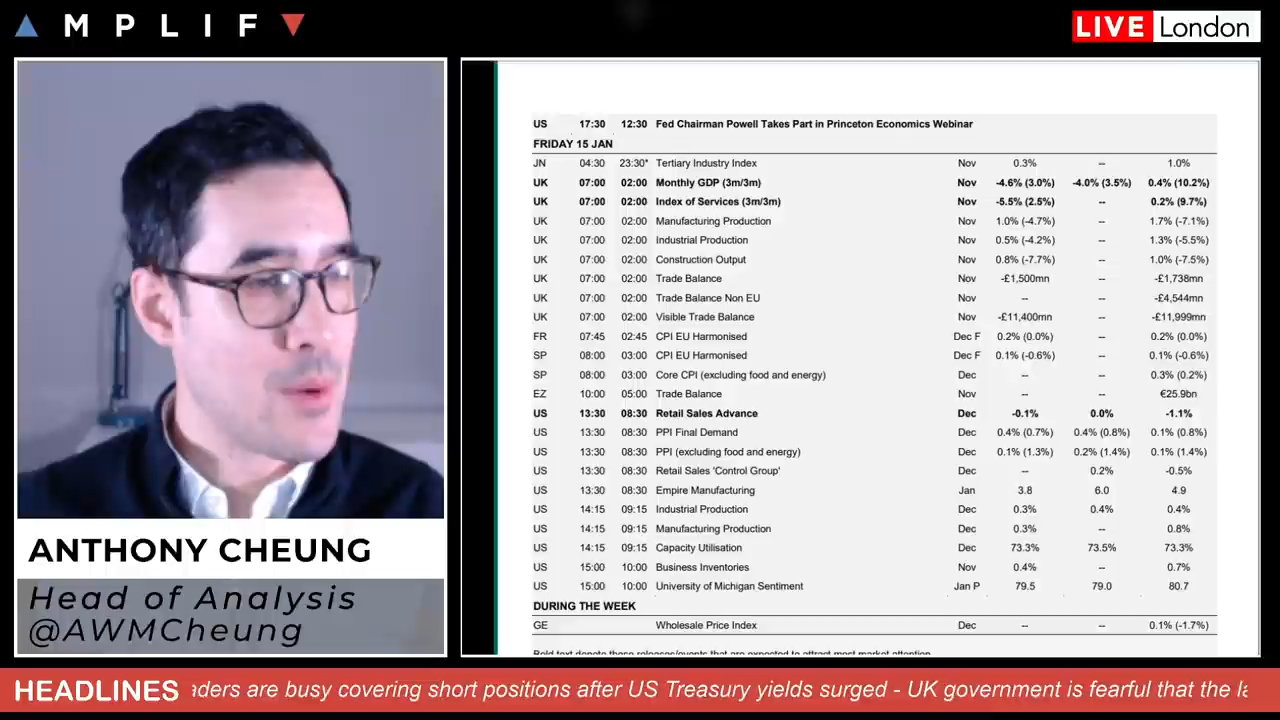 MPLIF
LIVE London
ANTHONY CHEUNG
Head of Analysis
@AWMCheung
US 17:30 12:30 Fed Chairman Powell Takes Part in Princeton Economics Webinar
FRIDAY 15 JAN
JN 04:30 23:30* Tertiary Industry Index Nov 0.3% -- 1.0%
UK 07:00 02:00 Monthly GDP (3m/3m) Nov -4.6% (3.0%) -4.0% (3.5%) 0.4% (10.2%)
UK 07:00 02:00 Index of Services (3m/3m) Nov -5.5% (2.5%) -- 0.2% (9.7%)
UK 07:00 02:00 Manufacturing Production Nov 1.0% (-4.7%) -- 1.7% (-7.1%)
UK 07:00 02:00 Industrial Production Nov 0.5% (-4.2%) -- 1.3% (-5.5%)
UK 07:00 02:00 Construction Output Nov 0.8% (-7.7%) -- 1.0% (-7.5%)
UK 07:00 02:00 Trade Balance Nov -£1,500mn -- -£1,738mn
UK 07:00 02:00 Trade Balance Non EU Nov -- -- -£4,544mn
UK 07:00 02:00 Visible Trade Balance Nov -£11,400mn -- -£11,999mn
FR 07:45 02:45 CPI EU Harmonised Dec F 0.2% (0.0%) -- 0.2% (0.0%)
SP 08:00 03:00 CPI EU Harmonised Dec F 0.1% (-0.6%) -- 0.1% (-0.6%)
SP 08:00 03:00 Core CPI (excluding food and energy) Dec -- -- 0.3% (0.2%)
EZ 10:00 05:00 Trade Balance Nov -- -- €25.9bn
US 13:30 08:30 Retail Sales Advance Dec -0.1% 0.0% -1.1%
US 13:30 08:30 PPI Final Demand Dec 0.4% (0.7%) 0.4% (0.8%) 0.1% (0.8%)
US 13:30 08:30 PPI (excluding food and energy) Dec 0.1% (1.3%) 0.2% (1.4%) 0.1% (1.4%)
US 13:30 08:30 Retail Sales 'Control Group' Dec -- 0.2% -0.5%
US 13:30 08:30 Empire Manufacturing Jan 3.8 6.0 4.9
US 14:15 09:15 Industrial Production Dec 0.3% 0.4% 0.4%
US 14:15 09:15 Manufacturing Production Dec 0.3% -- 0.8%
US 14:15 09:15 Capacity Utilisation Dec 73.3% 73.5% 73.3%
US 15:00 10:00 Business Inventories Nov 0.4% -- 0.7%
US 15:00 10:00 University of Michigan Sentiment Jan P 79.5 79.0 80.7
DURING THE WEEK
GE Wholesale Price Index Dec -- -- 0.1% (-1.7%)
Bold text denote those releases/events that are expected to attract most market attention
HEADLINES aders are busy covering short positions after US Treasury yields surged - UK government is fearful that the